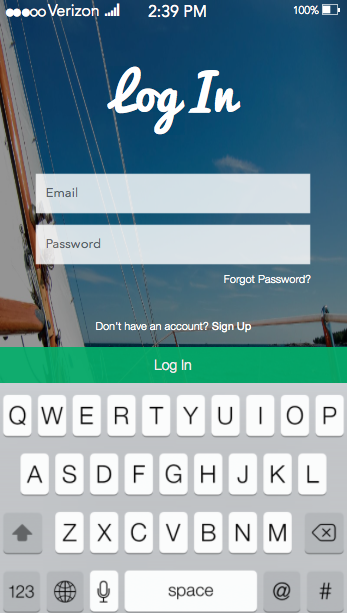 Verizon 2:39 PM 100%
Log In
Email
Password
Forgot Password?
Don't have an account? Sign Up
Log In
Q W E R T Y U I O P
A S D F G H J K L
Z X C V B N M
123 space @ #